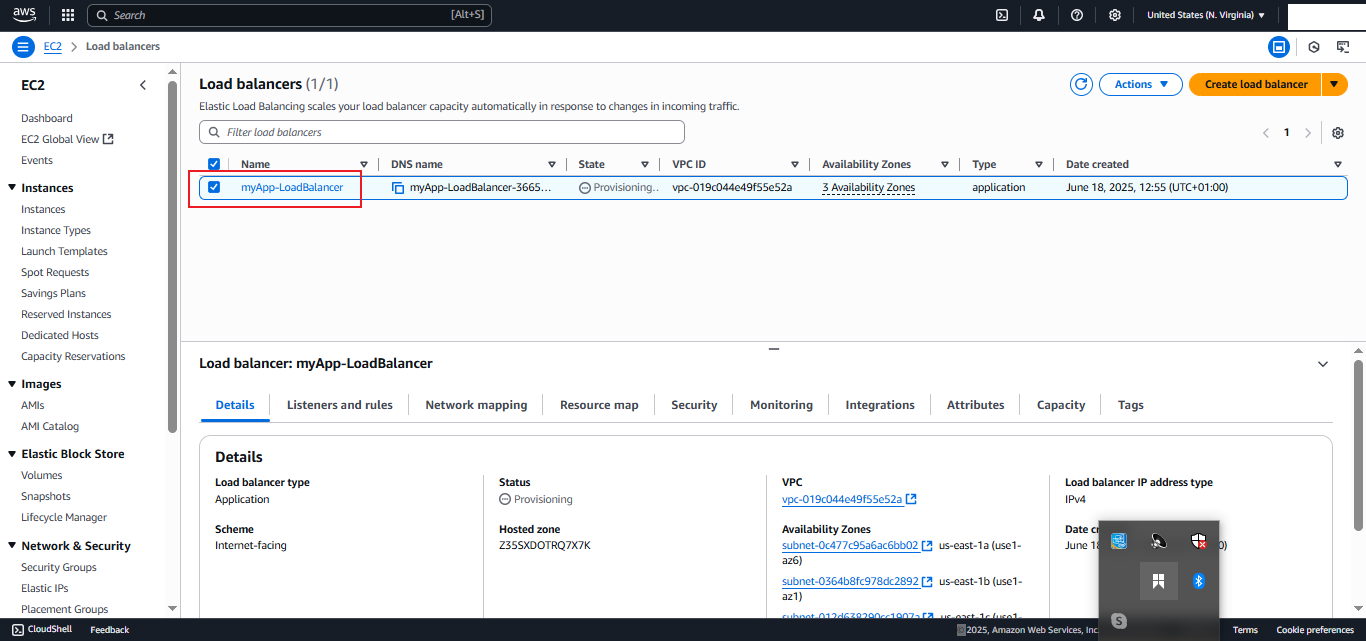 aws Search [Alt+S] United States (N. Virginia)
EC2 Load balancers
EC2
Dashboard
EC2 Global View
Events
Instances
Instances
Instance Types
Launch Templates
Spot Requests
Savings Plans
Reserved Instances
Dedicated Hosts
Capacity Reservations
Images
AMIs
AMI Catalog
Elastic Block Store
Volumes
Snapshots
Lifecycle Manager
Network & Security
Security Groups
Elastic IPs
Placement Groups
Load balancers (1/1)
Actions Create load balancer
Elastic Load Balancing scales your load balancer capacity automatically in response to changes in incoming traffic.
Filter load balancers
1
Name DNS name State VPC ID Availability Zones Type Date created
myApp-LoadBalancer myApp-LoadBalancer-3665... Provisioning.. vpc-019c044e49f55e52a 3 Availability Zones application June 18, 2025, 12:55 (UTC+01:00)
Load balancer: myApp-LoadBalancer
Details Listeners and rules Network mapping Resource map Security Monitoring Integrations Attributes Capacity Tags
Details
Load balancer type
Application
Scheme
Internet-facing
Status
Provisioning
Hosted zone
Z35SXDOTRQ7X7K
VPC
vpc-019c044e49f55e52a
Availability Zones
subnet-0c477c95a6ac6bb02 us-east-1a (use1-
az6)
subnet-0364b8fc978dc2892 us-east-1b (use1-
az1)
subnet-012d638290cc1907a us-east-1c (use1-
Load balancer IP address type
IPv4
Date cr
June 18 0)
S
CloudShell Feedback 2025, Amazon Web Services, Inc. Terms Cookie preferences